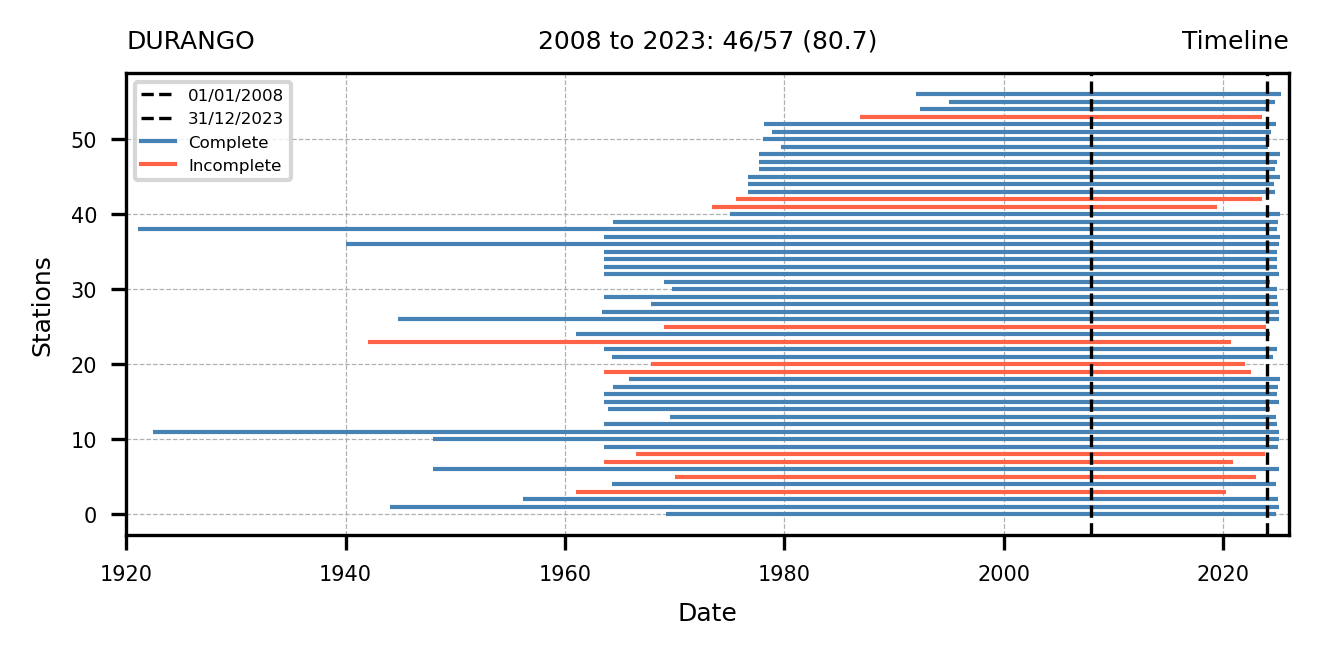 DURANGO
2008 to 2023: 46/57 (80.7)
Timeline
01/01/2008
31/12/2023
Complete
Incomplete
50
40
30
20
10
0
Stations
1920
1940
1960
1980
2000
2020
Date